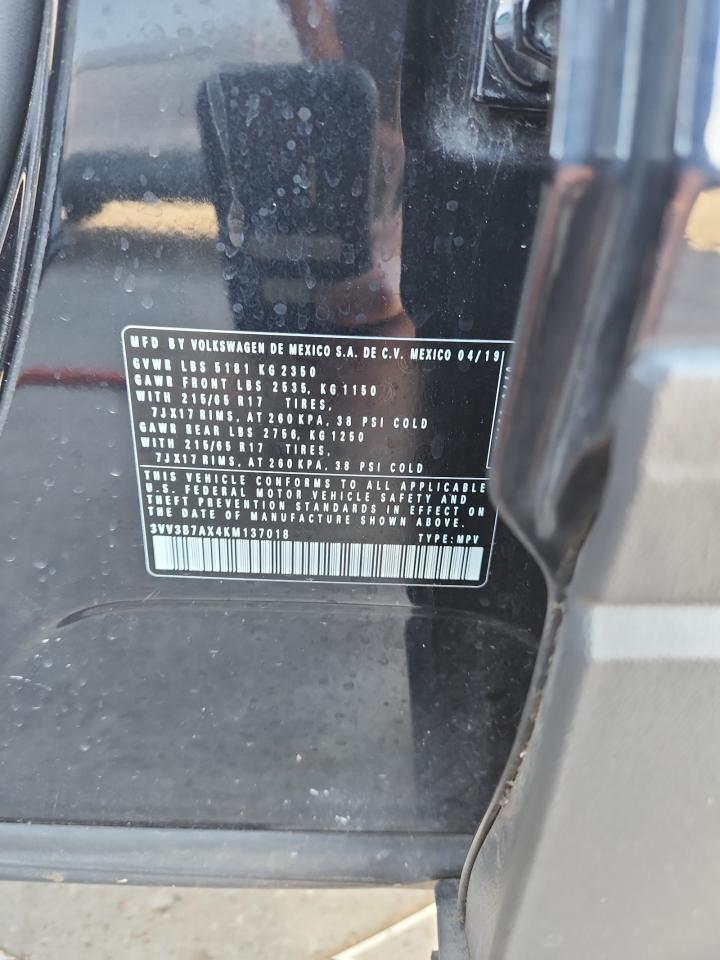 MFD BY VOLKSWAGEN DE MEXICO S.A. DE C.V. MEXICO 04/19
GVWR LBS 5181 KG 2350
GAWR FRONT LBS 2535, KG 1150
WITH 215/65 R17 TIRES,
7JX17 RIMS, AT 260 KPA, 38 PSI COLD
GAWR REAR LBS 2756, KG 1250
WITH 215/65 R17 TIRES,
7JX17 RIMS, AT 260 KPA, 38 PSI COLD
THIS VEHICLE CONFORMS TO ALL APPLICABLE
U.S. FEDERAL MOTOR VEHICLE SAFETY AND
THEFT PREVENTION STANDARDS IN EFFECT ON
THE DATE OF MANUFACTURE SHOWN ABOVE.
3VV3B7AX4KM137018 TYPE: MPV